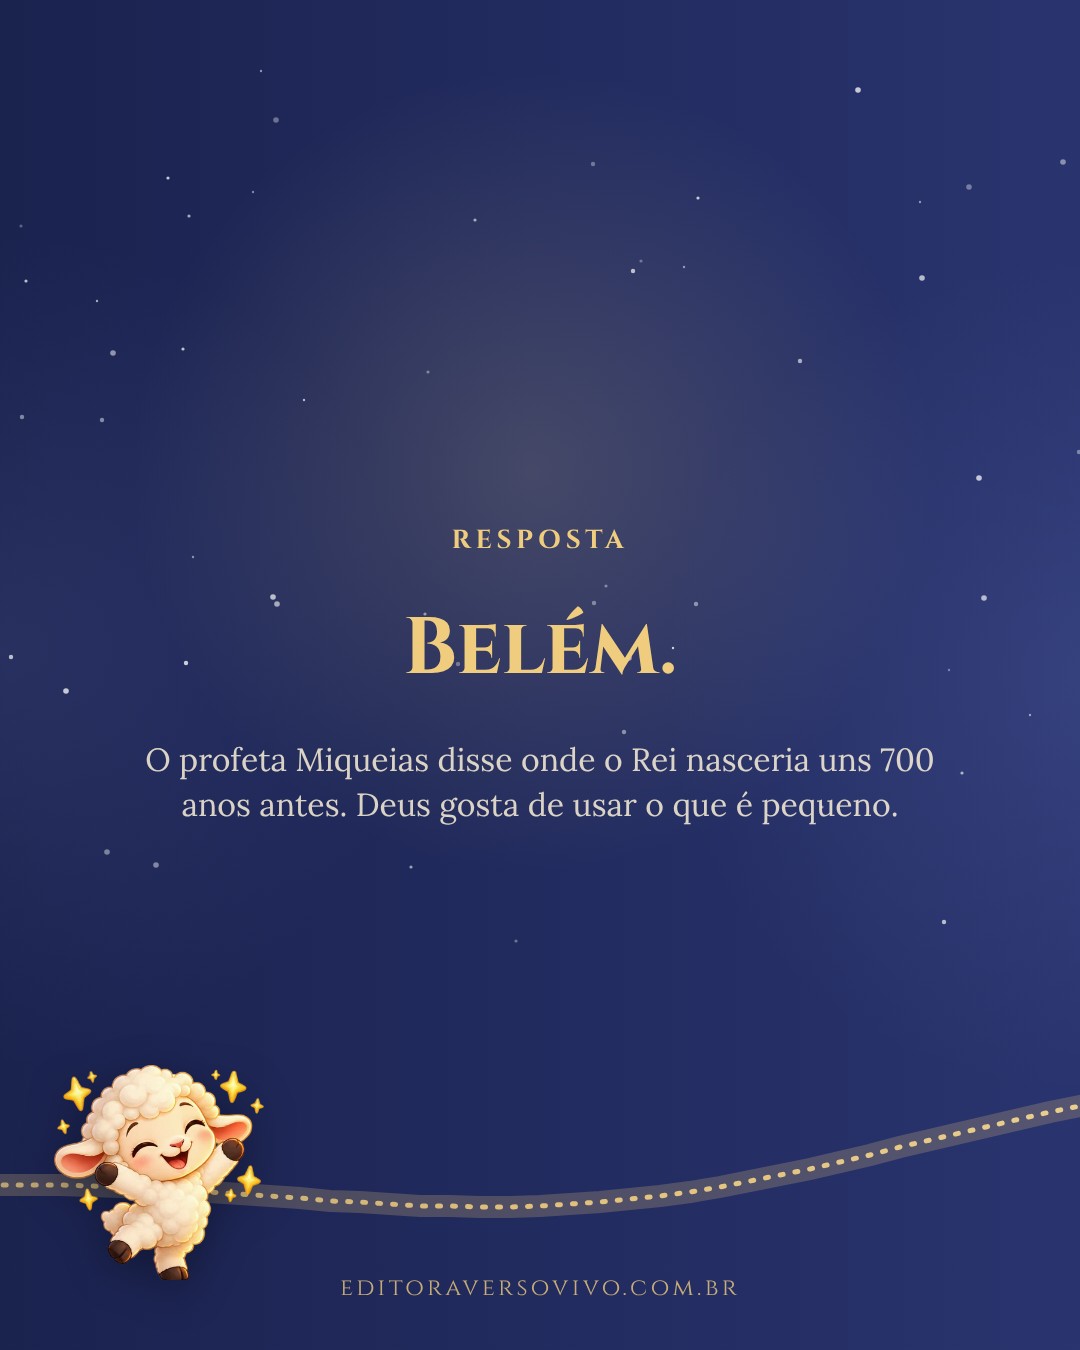 RESPOSTA
Belém.
O profeta Miqueias disse onde o Rei nasceria uns 700
anos antes. Deus gosta de usar o que é pequeno.
EDITORAVERSOVIVO.COM.BR